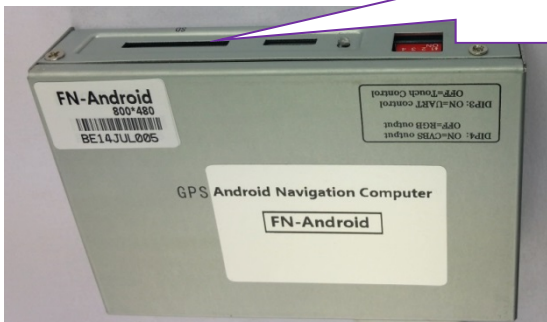 SD
FN-Android
800*480
BE14JUL005
DIP4: ON=CVBS output
OFF=RGB output
DIP3: ON=UART control
OFF=Touch Control
GPS Android Navigation Computer
FN-Android